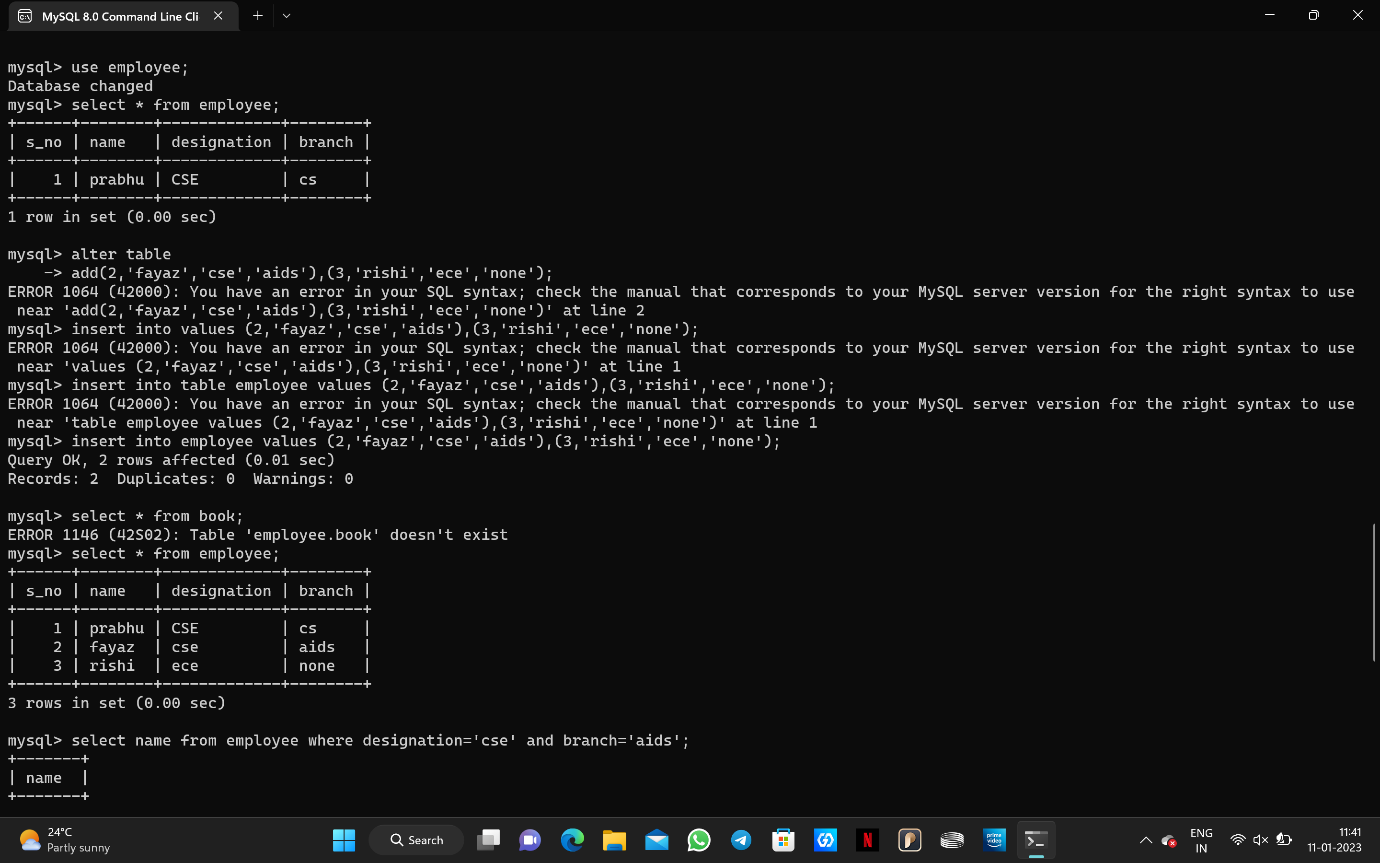 MySQL 8.0 Command Line Cli
mysql> use employee;
Database changed
mysql> select * from employee;
+------+--------+-------------+--------+
| s_no | name   | designation | branch |
+------+--------+-------------+--------+
|    1 | prabhu | CSE         | cs     |
+------+--------+-------------+--------+
1 row in set (0.00 sec)
mysql> alter table
    -> add(2,'fayaz','cse','aids'),(3,'rishi','ece','none');
ERROR 1064 (42000): You have an error in your SQL syntax; check the manual that corresponds to your MySQL server version for the right syntax to use
 near 'add(2,'fayaz','cse','aids'),(3,'rishi','ece','none')' at line 2
mysql> insert into values (2,'fayaz','cse','aids'),(3,'rishi','ece','none');
ERROR 1064 (42000): You have an error in your SQL syntax; check the manual that corresponds to your MySQL server version for the right syntax to use
 near 'values (2,'fayaz','cse','aids'),(3,'rishi','ece','none')' at line 1
mysql> insert into table employee values (2,'fayaz','cse','aids'),(3,'rishi','ece','none');
ERROR 1064 (42000): You have an error in your SQL syntax; check the manual that corresponds to your MySQL server version for the right syntax to use
 near 'table employee values (2,'fayaz','cse','aids'),(3,'rishi','ece','none')' at line 1
mysql> insert into employee values (2,'fayaz','cse','aids'),(3,'rishi','ece','none');
Query OK, 2 rows affected (0.01 sec)
Records: 2  Duplicates: 0  Warnings: 0
mysql> select * from book;
ERROR 1146 (42S02): Table 'employee.book' doesn't exist
mysql> select * from employee;
+------+--------+-------------+--------+
| s_no | name   | designation | branch |
+------+--------+-------------+--------+
|    1 | prabhu | CSE         | cs     |
|    2 | fayaz  | cse         | aids   |
|    3 | rishi  | ece         | none   |
+------+--------+-------------+--------+
3 rows in set (0.00 sec)
mysql> select name from employee where designation='cse' and branch='aids';
+-------+
| name  |
+-------+
24°C
Partly sunny
Search
N
prime video
ENG
IN
11:41
11-01-2023